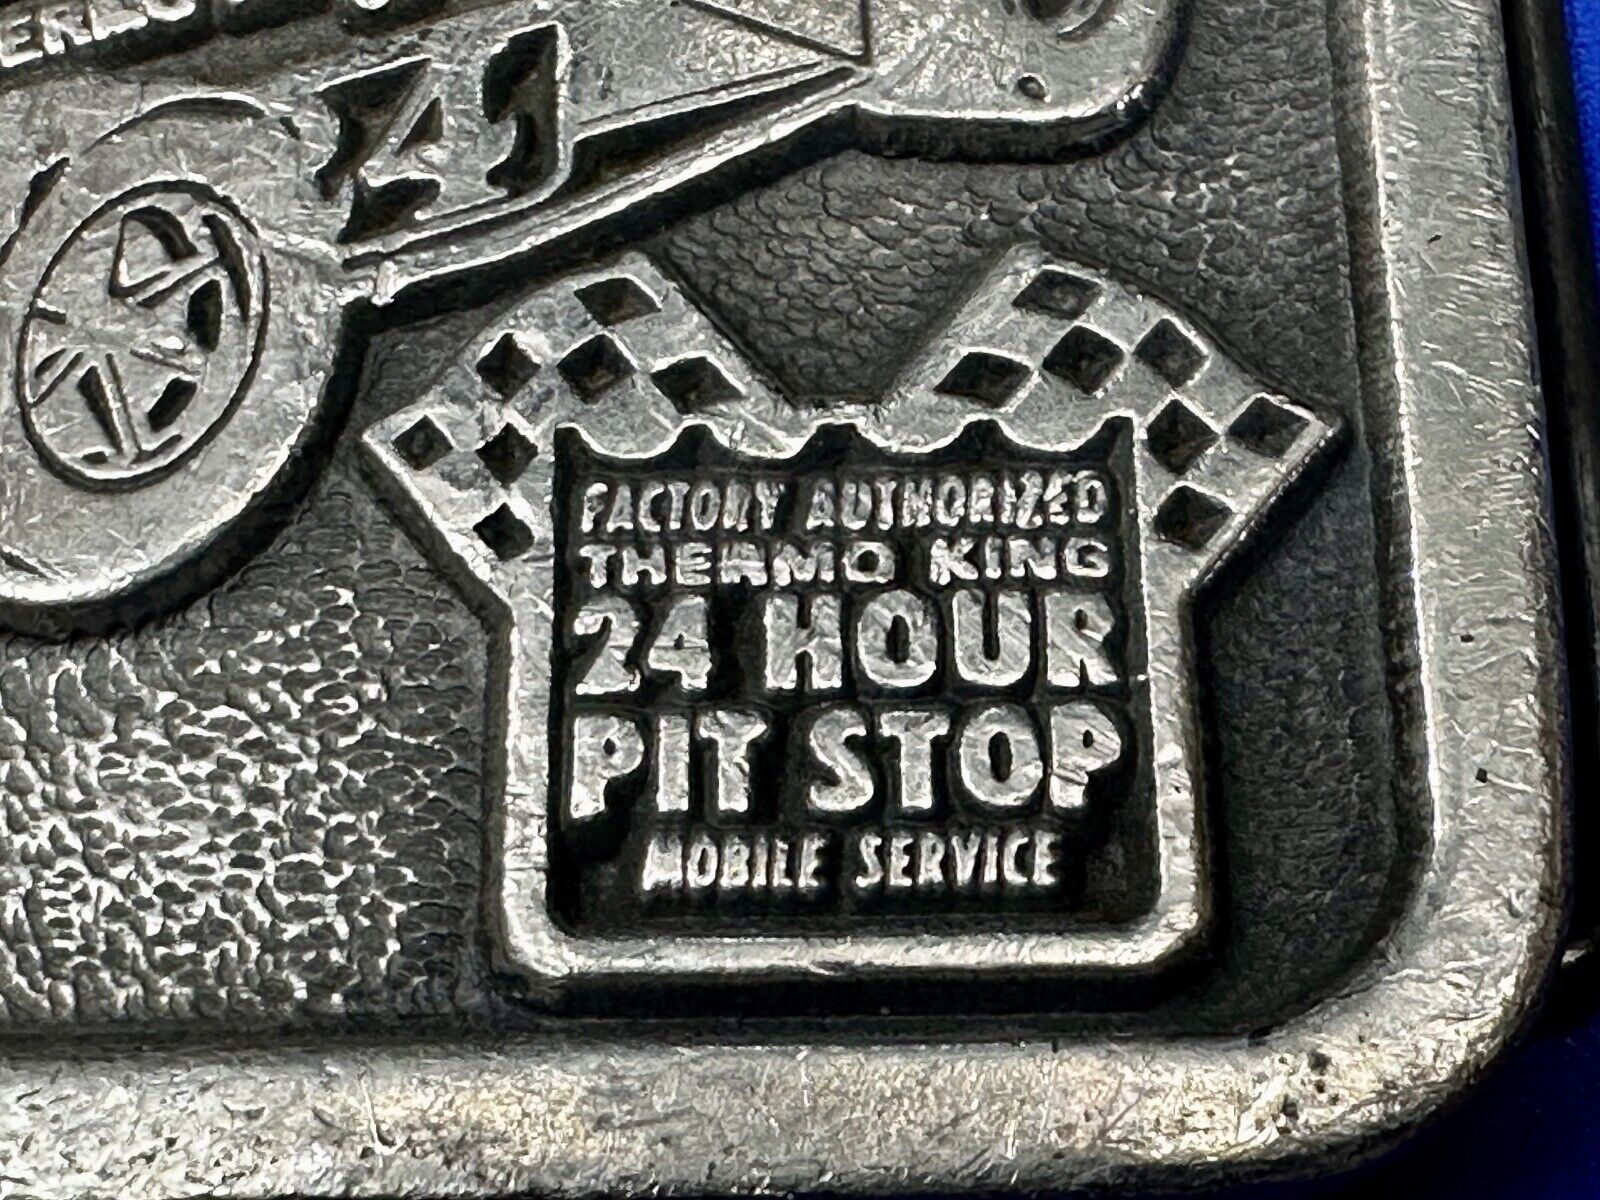 FACTORY AUTHORIZED
THERMO KING
24 HOUR
PIT STOP
MOBILE SERVICE